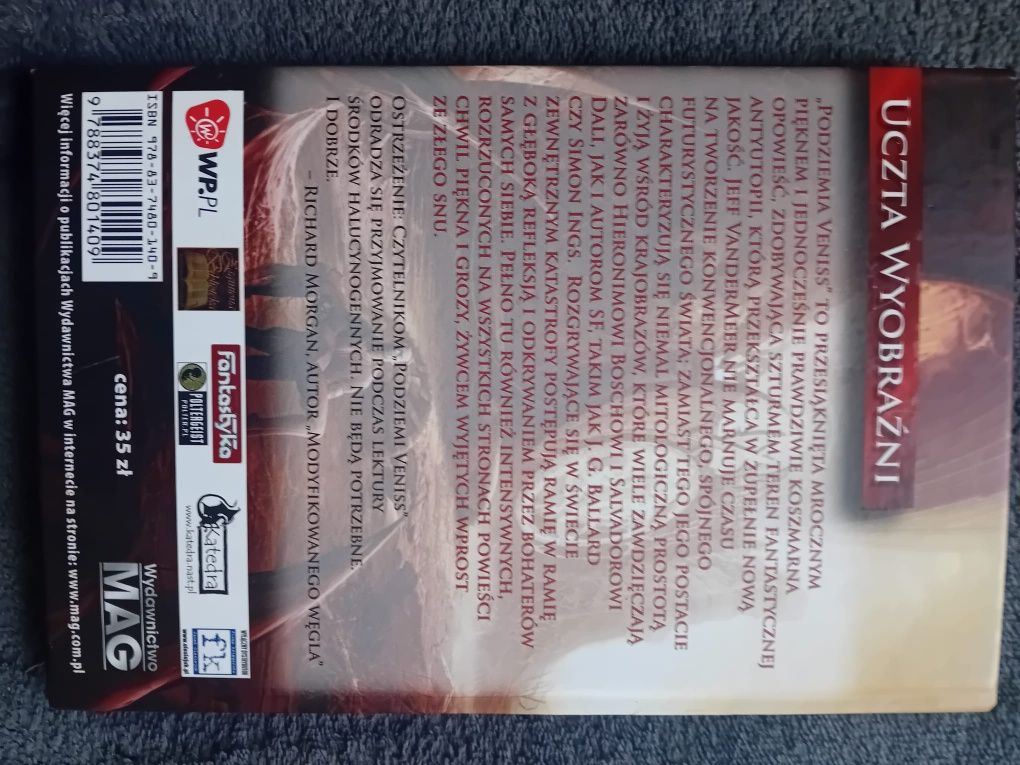 UCZTA WYOBRAŹNI
„PODZIEMIA VENISS” TO PRZESIĄKNIĘTA MROCZNYM
PIĘKNEM I JEDNOCZEŚNIE PRAWDZIWIE KOSZMARNA
OPOWIEŚĆ, ZDOBYWAJĄCA SZTURMEM TEREN FANTASTYCZNEJ
ANTYUTOPII, KTÓRĄ PRZEKSZTAŁCA W ZUPEŁNIE NOWĄ
JAKOŚĆ. JEFF VANDERMEER NIE MARNUJE CZASU
NA TWORZENIE KONWENCJONALNEGO, SPÓJNEGO
FUTURYSTYCZNEGO ŚWIATA; ZAMIAST TEGO JEGO POSTACIE
CHARAKTERYZUJĄ SIĘ NIEMAL MITOLOGICZNĄ PROSTOTĄ
I ŻYJĄ WŚRÓD KRAJOBRAZÓW, KTÓRE WIELE ZAWDZIĘCZAJĄ
ZARÓWNO HIERONIMOWI BOSCHOWI I SALVADOROWI
DALI, JAK I AUTOROM SF, TAKIM JAK J. G. BALLARD
CZY SIMON INGS. ROZGRYWAJĄCE SIĘ W ŚWIECIE
ZEWNĘTRZNYM KATASTROFY POSTĘPUJĄ RAMIĘ W RAMIĘ
Z GŁĘBOKĄ REFLEKSJĄ I ODKRYWANIEM PRZEZ BOHATERÓW
SAMYCH SIEBIE. PEŁNO TU RÓWNIEŻ INTENSYWNYCH,
ROZRZUCONYCH NA WSZYSTKICH STRONACH POWIEŚCI
CHWIL PIĘKNA I GROZY, ŻYWCEM WYJĘTYCH WPROST
ZE ZŁEGO SNU.
OSTRZEŻENIE: CZYTELNIKOM „PODZIEMI VENISS”
ODRADZA SIĘ PRZYJMOWANIE PODCZAS LEKTURY
ŚRODKÓW HALUCYNOGENNYCH. NIE BĘDĄ POTRZEBNE.
I DOBRZE.
– RICHARD MORGAN, AUTOR „MODYFIKOWANEGO WĘGLA”
WP.PL
Fantastyka
POLTERGEIST
POLTER.PL
Katedra
www.katedra.nast.pl
fk
ISBN 978-83-7480-140-9
9 788374 801409
cena: 35 zł
Wydawnictwo
MAG
Więcej informacji o publikacjach Wydawnictwa MAG w internecie na stronie: www.mag.com.pl